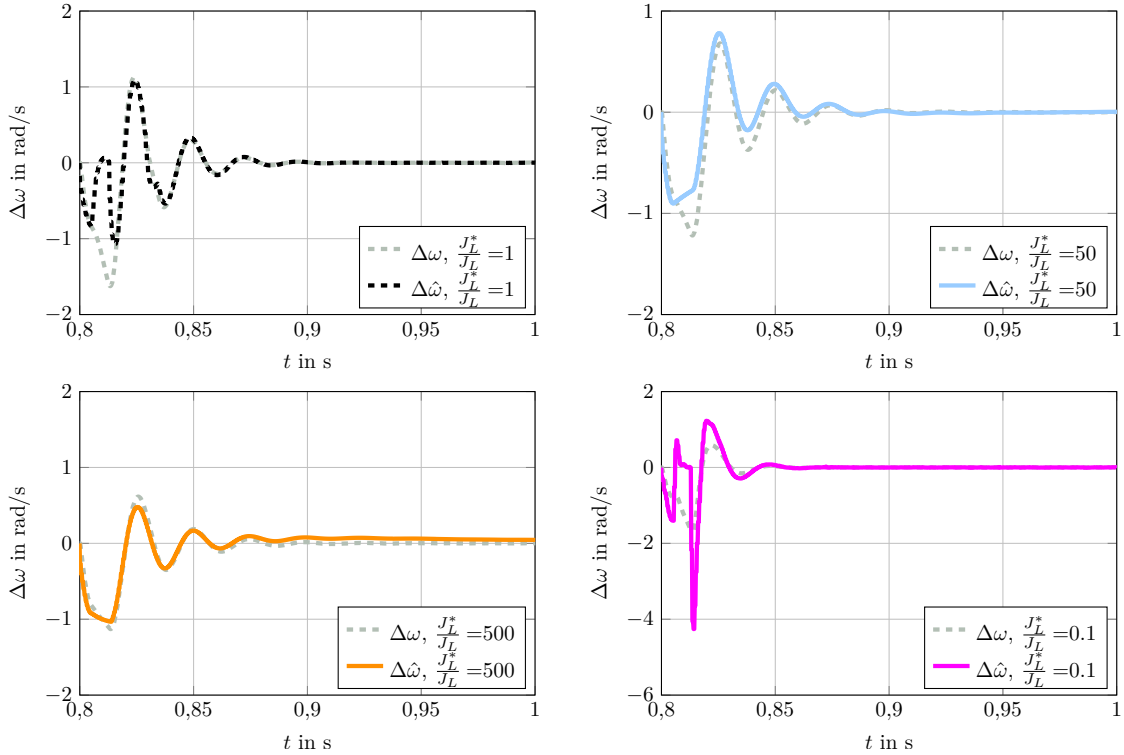 2
1
0
−1
−2
0,8
0,85
0,9
0,95
1
Δω in rad/s
t in s
Δω, J*_L/J_L =1
Δω̂, J*_L/J_L =1
1
0
−1
−2
0,8
0,85
0,9
0,95
1
Δω in rad/s
t in s
Δω, J*_L/J_L =50
Δω̂, J*_L/J_L =50
2
1
0
−1
−2
0,8
0,85
0,9
0,95
1
Δω in rad/s
t in s
Δω, J*_L/J_L =500
Δω̂, J*_L/J_L =500
2
0
−2
−4
−6
0,8
0,85
0,9
0,95
1
Δω in rad/s
t in s
Δω, J*_L/J_L =0.1
Δω̂, J*_L/J_L =0.1